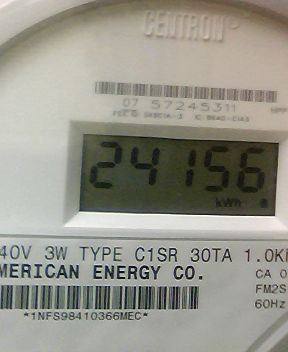 CENTRON
07 57245311
24156
kWh
40V 3W TYPE C1SR 30TA 1.0K
MERICAN ENERGY CO.
CA 0
FM2S
60Hz
*1NFS98410366MEC*